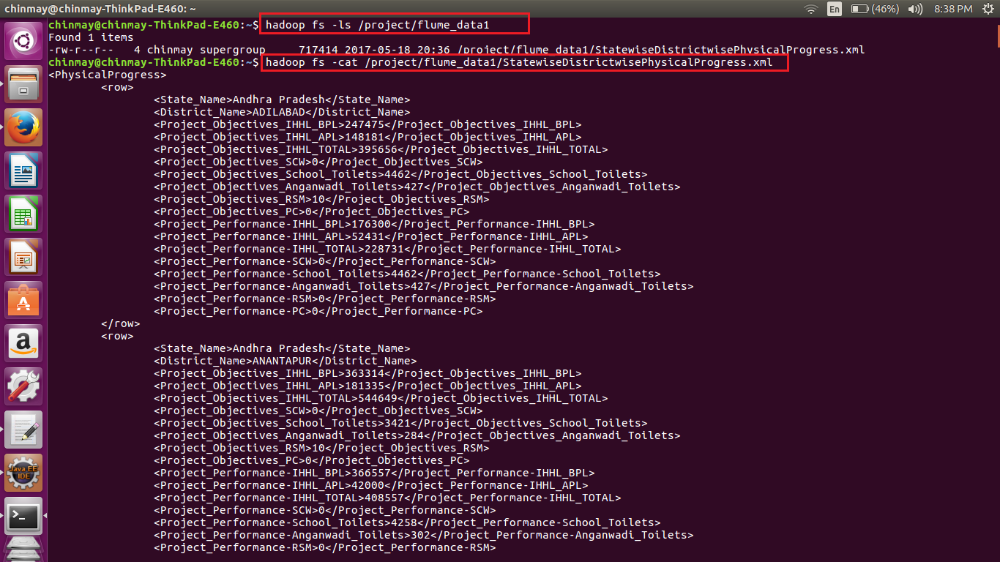 chinmay@chinmay-ThinkPad-E460: ~
En
(46%)
8:38 PM
chinmay@chinmay-ThinkPad-E460:~$ hadoop fs -ls /project/flume_data1
Found 1 items
-rw-r--r--   4 chinmay supergroup     717414 2017-05-18 20:36 /project/flume_data1/StatewiseDistrictwisePhysicalProgress.xml
chinmay@chinmay-ThinkPad-E460:~$ hadoop fs -cat /project/flume_data1/StatewiseDistrictwisePhysicalProgress.xml
<PhysicalProgress>
<row>
<State_Name>Andhra Pradesh</State_Name>
<District_Name>ADILABAD</District_Name>
<Project_Objectives_IHHL_BPL>247475</Project_Objectives_IHHL_BPL>
<Project_Objectives_IHHL_APL>148181</Project_Objectives_IHHL_APL>
<Project_Objectives_IHHL_TOTAL>395656</Project_Objectives_IHHL_TOTAL>
<Project_Objectives_SCW>0</Project_Objectives_SCW>
<Project_Objectives_School_Toilets>4462</Project_Objectives_School_Toilets>
<Project_Objectives_Anganwadi_Toilets>427</Project_Objectives_Anganwadi_Toilets>
<Project_Objectives_RSM>10</Project_Objectives_RSM>
<Project_Objectives_PC>0</Project_Objectives_PC>
<Project_Performance-IHHL_BPL>176300</Project_Performance-IHHL_BPL>
<Project_Performance-IHHL_APL>52431</Project_Performance-IHHL_APL>
<Project_Performance-IHHL_TOTAL>228731</Project_Performance-IHHL_TOTAL>
<Project_Performance-SCW>0</Project_Performance-SCW>
<Project_Performance-School_Toilets>4462</Project_Performance-School_Toilets>
<Project_Performance-Anganwadi_Toilets>427</Project_Performance-Anganwadi_Toilets>
<Project_Performance-RSM>0</Project_Performance-RSM>
<Project_Performance-PC>0</Project_Performance-PC>
</row>
<row>
<State_Name>Andhra Pradesh</State_Name>
<District_Name>ANANTAPUR</District_Name>
<Project_Objectives_IHHL_BPL>363314</Project_Objectives_IHHL_BPL>
<Project_Objectives_IHHL_APL>181335</Project_Objectives_IHHL_APL>
<Project_Objectives_IHHL_TOTAL>544649</Project_Objectives_IHHL_TOTAL>
<Project_Objectives_SCW>0</Project_Objectives_SCW>
<Project_Objectives_School_Toilets>3421</Project_Objectives_School_Toilets>
<Project_Objectives_Anganwadi_Toilets>284</Project_Objectives_Anganwadi_Toilets>
<Project_Objectives_RSM>10</Project_Objectives_RSM>
<Project_Objectives_PC>0</Project_Objectives_PC>
<Project_Performance-IHHL_BPL>366557</Project_Performance-IHHL_BPL>
<Project_Performance-IHHL_APL>42000</Project_Performance-IHHL_APL>
<Project_Performance-IHHL_TOTAL>408557</Project_Performance-IHHL_TOTAL>
<Project_Performance-SCW>0</Project_Performance-SCW>
<Project_Performance-School_Toilets>4258</Project_Performance-School_Toilets>
<Project_Performance-Anganwadi_Toilets>302</Project_Performance-Anganwadi_Toilets>
<Project_Performance-RSM>0</Project_Performance-RSM>
Java EE
IDE